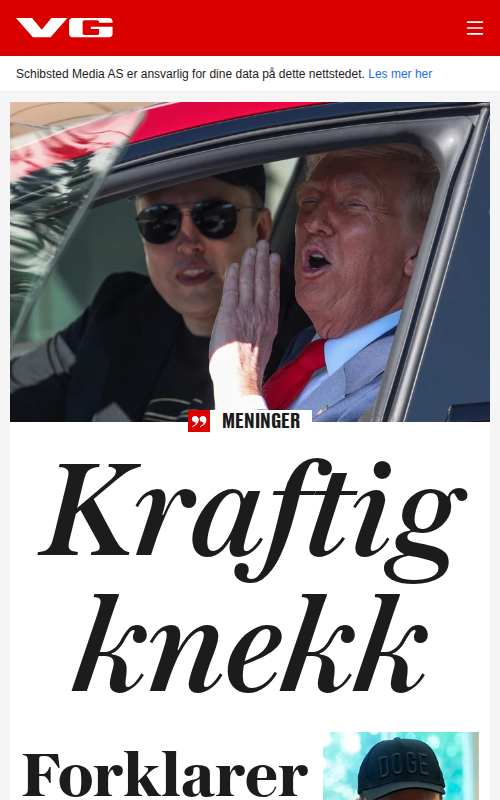 VG
Schibsted Media AS er ansvarlig for dine data på dette nettstedet. Les mer her
MENINGER
Kraftig
knekk
Forklarer
DOGE